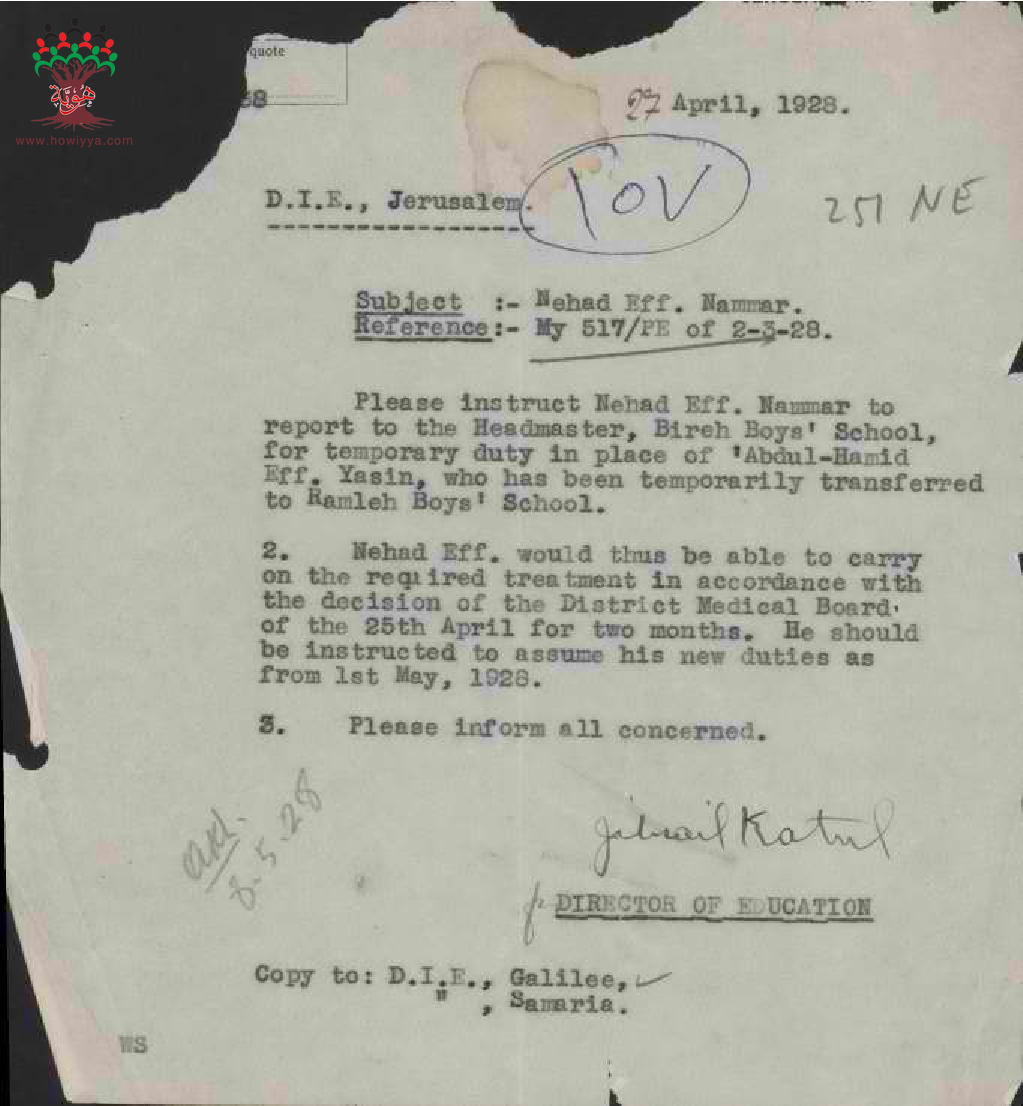 quote
هُوِيَّة
www.howiyya.com
68
27 April, 1928.
D.I.E., Jerusalem.
١٥٧
251 NE
Subject :- Nehad Eff. Nammar.
Reference:- My 517/PE of 2-3-28.
Please instruct Nehad Eff. Nammar to
report to the Headmaster, Bireh Boys' School,
for temporary duty in place of 'Abdul-Hamid
Eff. Yasin, who has been temporarily transferred
to Ramleh Boys' School.
2. Nehad Eff. would thus be able to carry
on the required treatment in accordance with
the decision of the District Medical Board
of the 25th April for two months. He should
be instructed to assume his new duties as
from 1st May, 1928.
3. Please inform all concerned.
Jibrail Katul
f. DIRECTOR OF EDUCATION
8.5.28
Copy to: D.I.E., Galilee,
" , Samaria.
WS